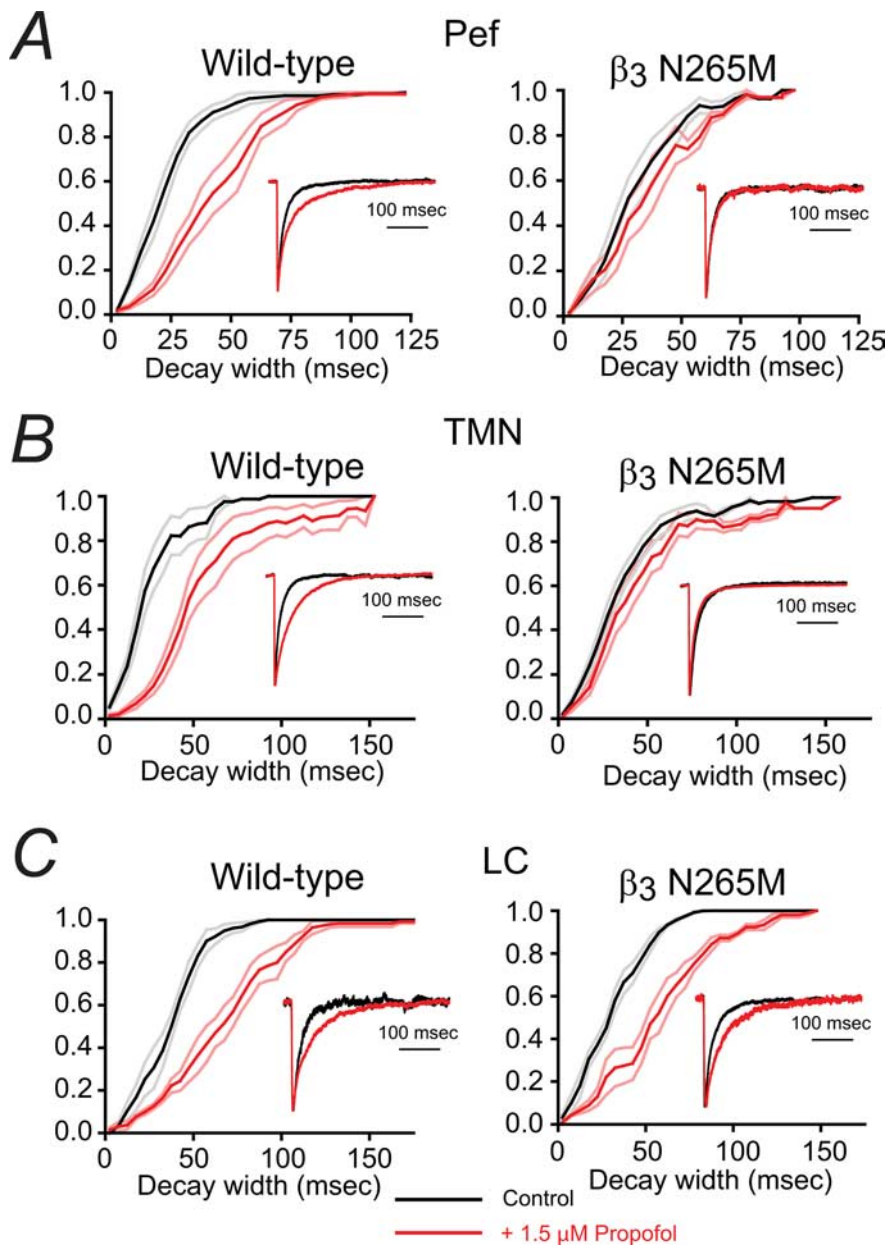 A
Pef
Wild-type
β3 N265M
1.0
0.8
0.6
0.4
0.2
0.0
100 msec
0 25 50 75 100 125
Decay width (msec)
1.0
0.8
0.6
0.4
0.2
0.0
100 msec
0 25 50 75 100 125
Decay width (msec)
B
TMN
Wild-type
β3 N265M
1.0
0.8
0.6
0.4
0.2
0.0
100 msec
0 50 100 150
Decay width (msec)
1.0
0.8
0.6
0.4
0.2
0.0
100 msec
0 50 100 150
Decay width (msec)
C
LC
Wild-type
β3 N265M
1.0
0.8
0.6
0.4
0.2
0.0
100 msec
0 50 100 150
Decay width (msec)
1.0
0.8
0.6
0.4
0.2
0.0
100 msec
0 50 100 150
Decay width (msec)
Control
+ 1.5 µM Propofol